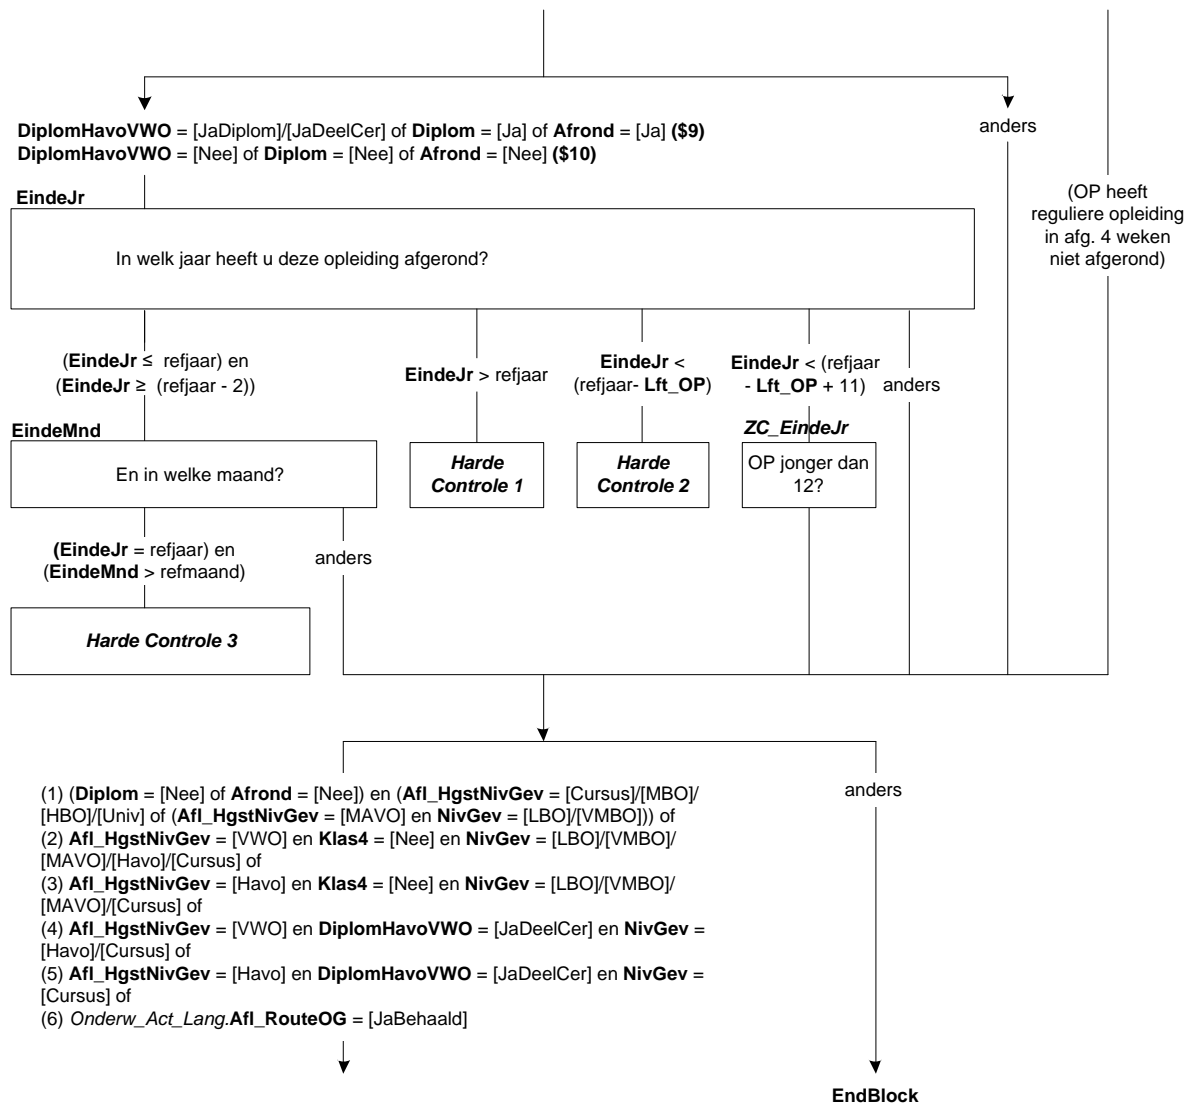 DiplomHavoVWO = [JaDiplom]/[JaDeelCer] of Diplom = [Ja] of Afrond = [Ja] ($9)
DiplomHavoVWO = [Nee] of Diplom = [Nee] of Afrond = [Nee] ($10)
anders
(OP heeft
reguliere opleiding
in afg. 4 weken
niet afgerond)
EindeJr
In welk jaar heeft u deze opleiding afgerond?
(EindeJr ≤ refjaar) en
(EindeJr ≥ (refjaar - 2))
EindeJr > refjaar
EindeJr <
(refjaar- Lft_OP)
EindeJr < (refjaar
- Lft_OP + 11)
anders
EindeMnd
En in welke maand?
Harde
Controle 1
Harde
Controle 2
ZC_EindeJr
OP jonger dan
12?
(EindeJr = refjaar) en
(EindeMnd > refmaand)
anders
Harde Controle 3
(1) (Diplom = [Nee] of Afrond = [Nee]) en (Afl_HgstNivGev = [Cursus]/[MBO]/
[HBO]/[Univ] of (Afl_HgstNivGev = [MAVO] en NivGev = [LBO]/[VMBO])) of
(2) Afl_HgstNivGev = [VWO] en Klas4 = [Nee] en NivGev = [LBO]/[VMBO]/
[MAVO]/[Havo]/[Cursus] of
(3) Afl_HgstNivGev = [Havo] en Klas4 = [Nee] en NivGev = [LBO]/[VMBO]/
[MAVO]/[Cursus] of
(4) Afl_HgstNivGev = [VWO] en DiplomHavoVWO = [JaDeelCer] en NivGev =
[Havo]/[Cursus] of
(5) Afl_HgstNivGev = [Havo] en DiplomHavoVWO = [JaDeelCer] en NivGev =
[Cursus] of
(6) Onderw_Act_Lang.Afl_RouteOG = [JaBehaald]
anders
EndBlock